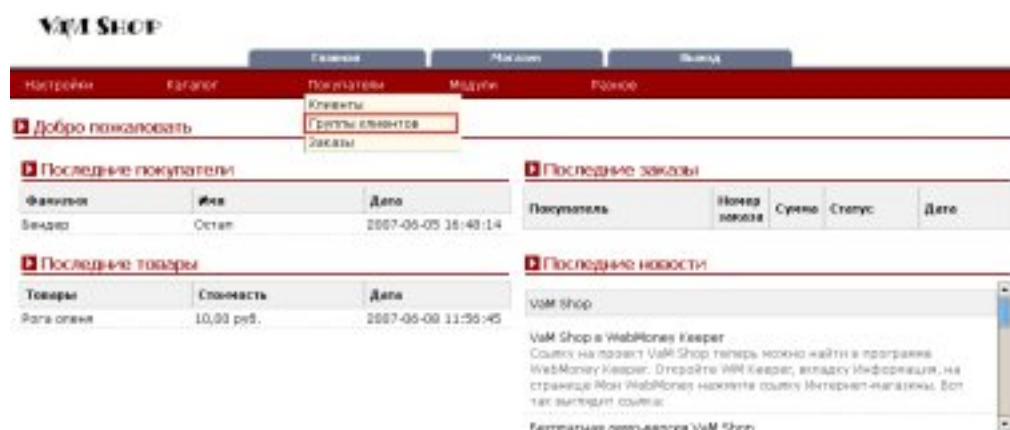 VaM Shop
Главная Магазин Выход
Настройки Каталог Покупатели Модули Разное
Клиенты
Группы клиентов
Заказы
Добро пожаловать
Последние покупатели
Фамилия Имя Дата
Бендер Остап 2007-06-05 16:48:14
Последние товары
Товары Стоимость Дата
Рога оленя 10,00 руб. 2007-06-08 11:56:45
Последние заказы
Покупатель Номер заказа Сумма Статус Дата
Последние новости
VaM Shop
VaM Shop в WebMoney Keeper
Ссылку на проект VaM Shop теперь можно найти в программе
WebMoney Keeper. Откройте WM Keeper, вкладку Информация, на
странице Мои WebMoney нажмите ссылку Интернет-магазины. Вот
так выглядит ссылка:
Бесплатная демо-версия VaM Shop